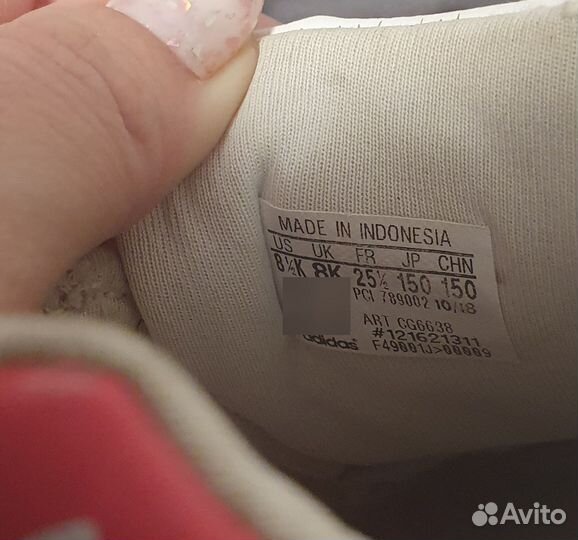 MADE IN INDONESIA
US UK FR JP CHN
8½K 8K 25½ 150 150
PCI 789002 10/18
ART CG6638
#121621311
adidas F49001J>00009
Avito